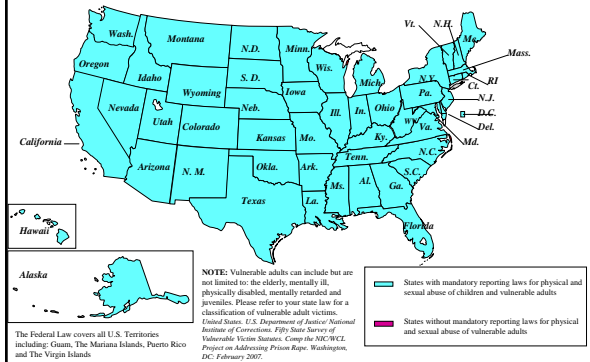 Vt.
N.H.
Wash.
Montana
N.D.
Minn.
Me.
Mass.
Oregon
Idaho
S. D.
Wis.
Mich
N.Y.
RI
Ct.
Wyoming
Iowa
Pa.
N.J.
Nevada
Utah
Colorado
Neb.
Ill.
In.
Ohio
D.C.
Del.
Md.
California
Kansas
Mo.
Ky.
WV
Va.
Arizona
N. M.
Okla.
Ark.
Tenn.
N.C.
S.C.
Texas
La.
Ms.
Al.
Ga.
Florida
Hawaii
Alaska
NOTE: Vulnerable adults can include but are
not limited to: the elderly, mentally ill,
physically disabled, mentally retarded and
juveniles. Please refer to your state law for a
classification of vulnerable adult victims.
United States. U.S. Department of Justice/ National
Institute of Corrections. Fifty State Survey of
Vulnerable Victim Statutes. Comp the NIC/WCL
Project on Addressing Prison Rape. Washington,
DC: February 2007.
States with mandatory reporting laws for physical and
sexual abuse of children and vulnerable adults
States without mandatory reporting laws for physical
and sexual abuse of vulnerable adults
The Federal Law covers all U.S. Territories
including: Guam, The Mariana Islands, Puerto Rico
and The Virgin Islands